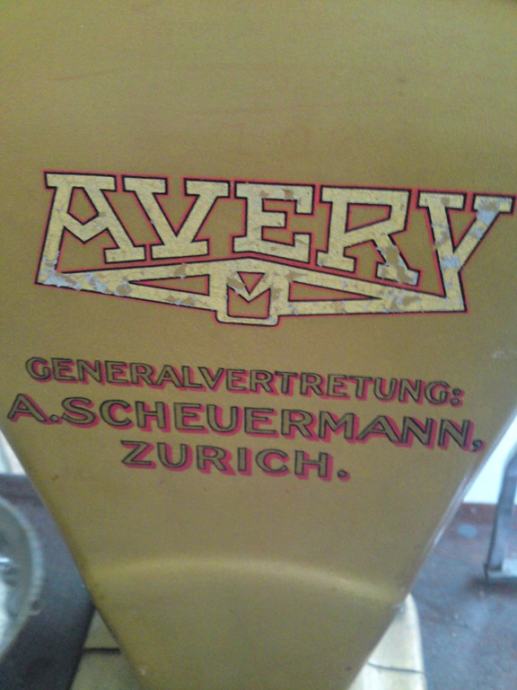 AVERY
GENERALVERTRETUNG:
A. SCHEUERMANN,
ZURICH.